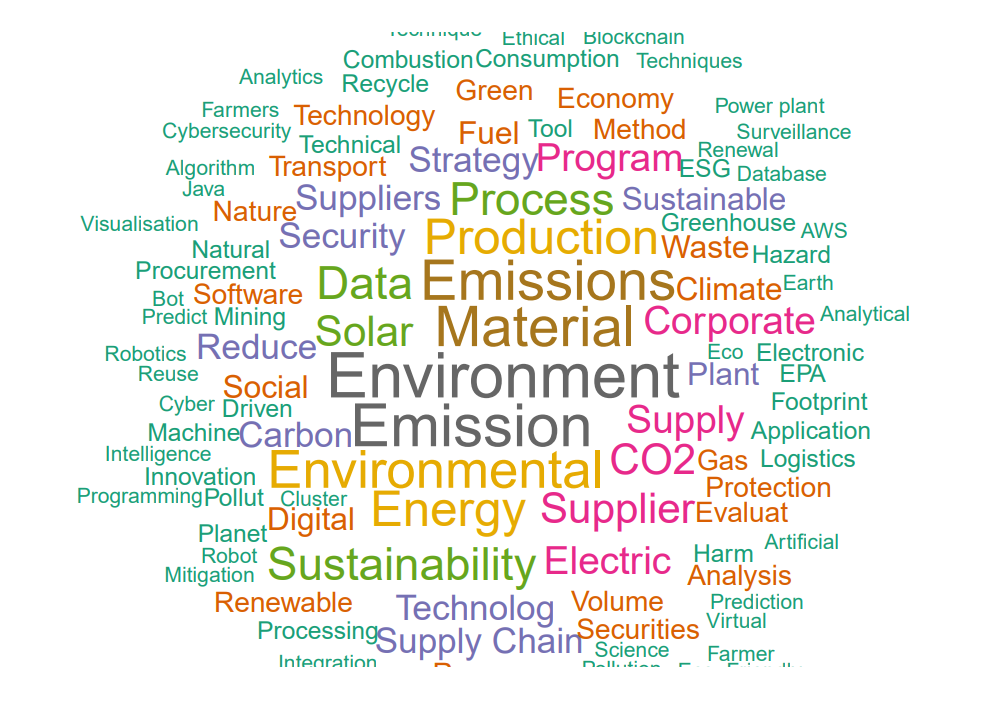 Technique Ethical Blockchain
Combustion Consumption Techniques
Analytics Recycle Green Economy
Farmers Technology Power plant
Cybersecurity Fuel Tool Method Surveillance
Technical Strategy Program Renewal
Algorithm Transport ESG Database
Java Suppliers Process Sustainable
Visualisation Nature Greenhouse AWS
Security Production Waste Hazard
Natural
Procurement Data Emissions Climate Earth
Bot Software
Predict Mining Solar Material Corporate Analytical
Robotics Reduce Eco Electronic
Reuse Environment Plant EPA
Social
Cyber Driven Footprint
Machine Carbon Emission Supply Application
Intelligence CO2 Gas Logistics
Innovation Environmental Protection
Programming Pollut Cluster Energy Supplier Evaluat
Digital
Planet Artificial
Robot Sustainability Electric Harm
Mitigation Analysis
Renewable Technolog Volume Prediction
Processing Securities Virtual
Supply Chain Science
Integration Farmer
Pollution